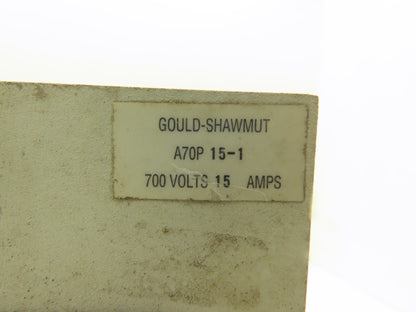 GOULD-SHAWMUT
A70P 15-1
700 VOLTS 15 AMPS